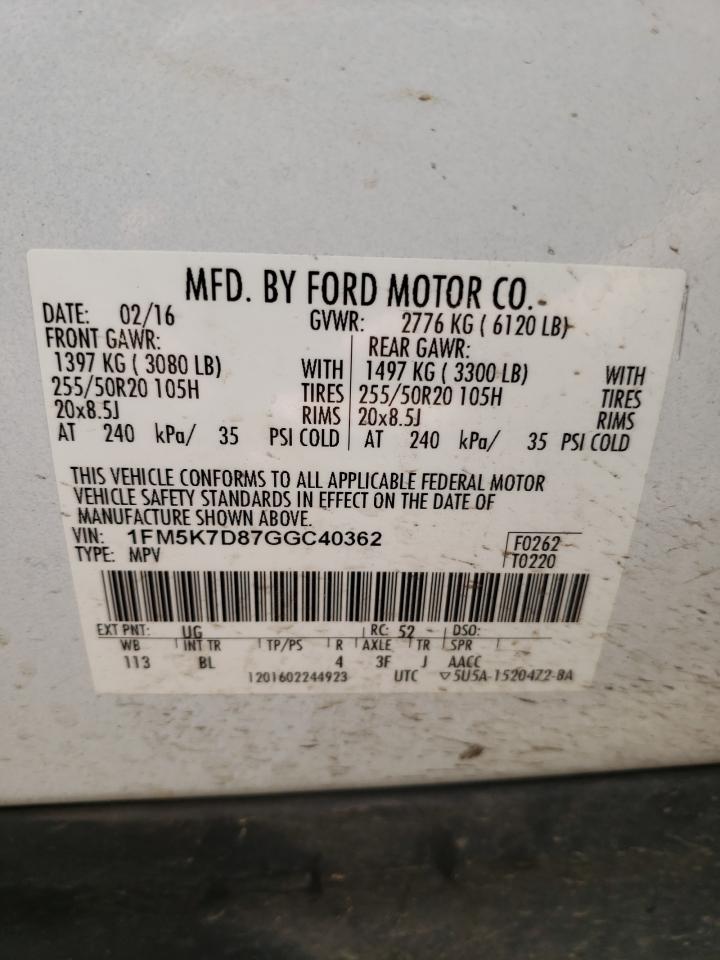 MFD. BY FORD MOTOR CO.
DATE: 02/16 GVWR: 2776 KG ( 6120 LB)
FRONT GAWR: REAR GAWR:
1397 KG ( 3080 LB) WITH 1497 KG ( 3300 LB) WITH
255/50R20 105H TIRES 255/50R20 105H TIRES
20x8.5J RIMS 20x8.5J RIMS
AT 240 kPa/ 35 PSI COLD AT 240 kPa/ 35 PSI COLD
THIS VEHICLE CONFORMS TO ALL APPLICABLE FEDERAL MOTOR
VEHICLE SAFETY STANDARDS IN EFFECT ON THE DATE OF
MANUFACTURE SHOWN ABOVE.
VIN: 1FM5K7D87GGC40362 F0262
TYPE: MPV T0220
EXT PNT: UG RC: 52 DSO:
WB INT TR TP/PS R AXLE TR SPR
113 BL 4 3F J AACC
1201602244923 UTC ▽5U5A-1520472-BA